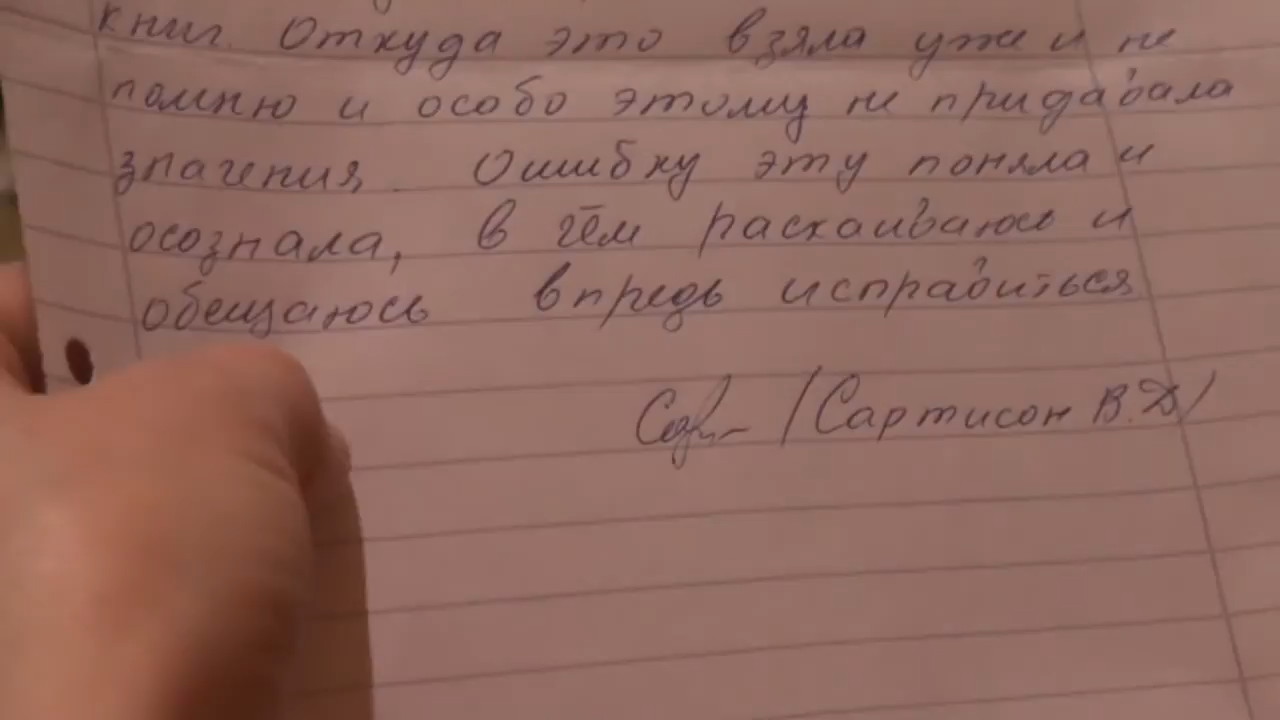 книг. Откуда это взяла уже и не
помню и особо этому не придавала
значения. Ошибку эту поняла и
осознала, в чём раскаиваюсь и
обещаюсь впредь исправиться
/Сартисон В.Д/